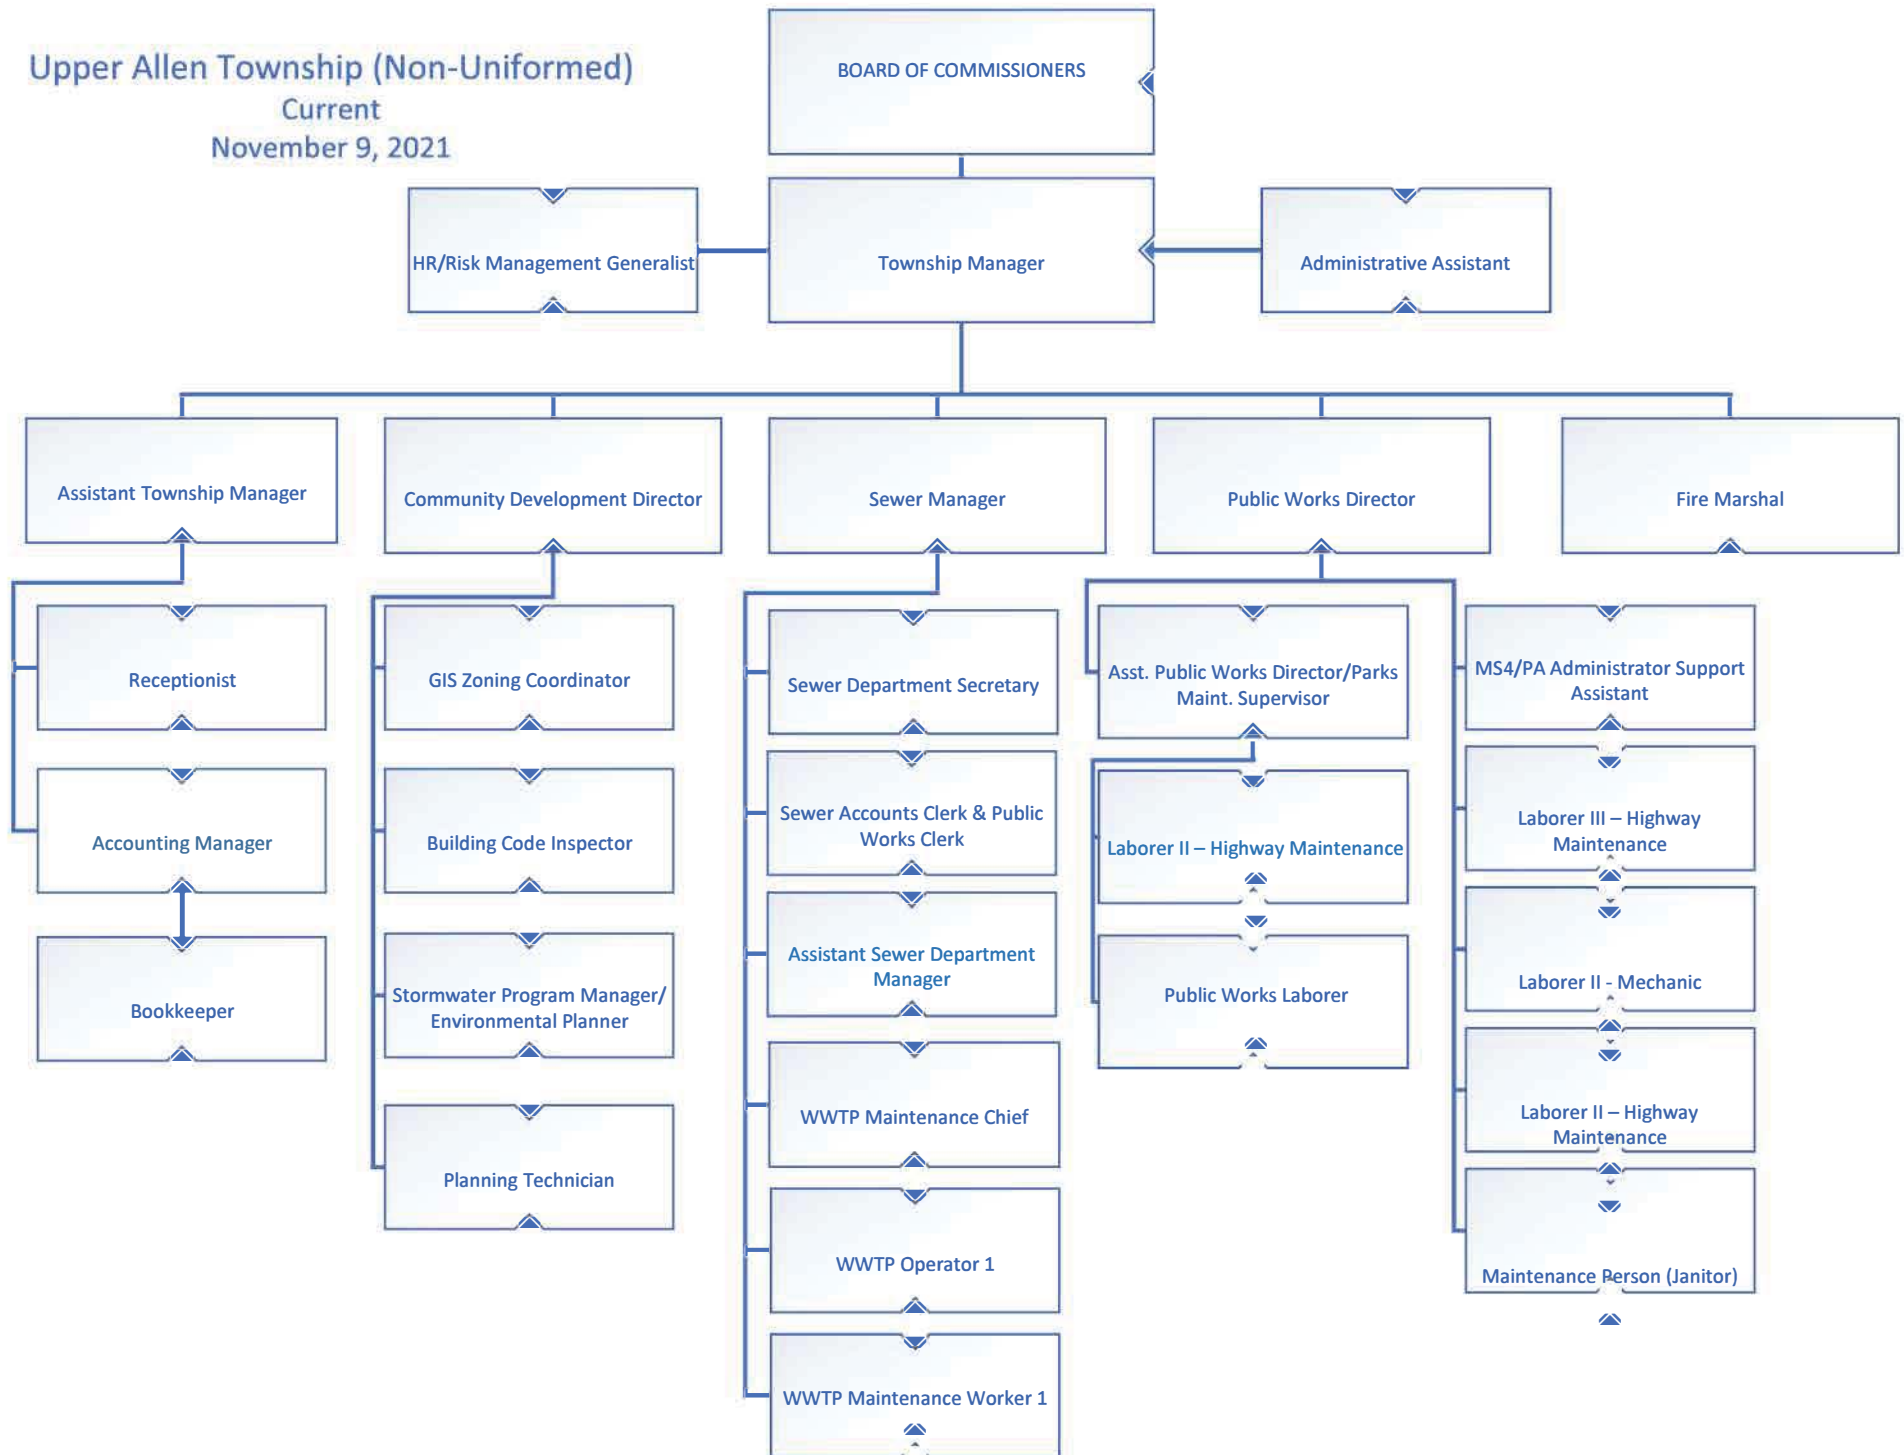 Upper Allen Township (Non-Uniformed)
Current
November 9, 2021
BOARD OF COMMISSIONERS
HR/Risk Management Generalist
Township Manager
Administrative Assistant
Assistant Township Manager
Community Development Director
Sewer Manager
Public Works Director
Fire Marshal
Receptionist
Accounting Manager
Bookkeeper
GIS Zoning Coordinator
Building Code Inspector
Stormwater Program Manager/
Environmental Planner
Planning Technician
Sewer Department Secretary
Sewer Accounts Clerk & Public
Works Clerk
Assistant Sewer Department
Manager
WWTP Maintenance Chief
WWTP Operator 1
WWTP Maintenance Worker 1
Asst. Public Works Director/Parks
Maint. Supervisor
Laborer II – Highway Maintenance
Public Works Laborer
MS4/PA Administrator Support
Assistant
Laborer III – Highway
Maintenance
Laborer II - Mechanic
Laborer II – Highway
Maintenance
Maintenance Person (Janitor)